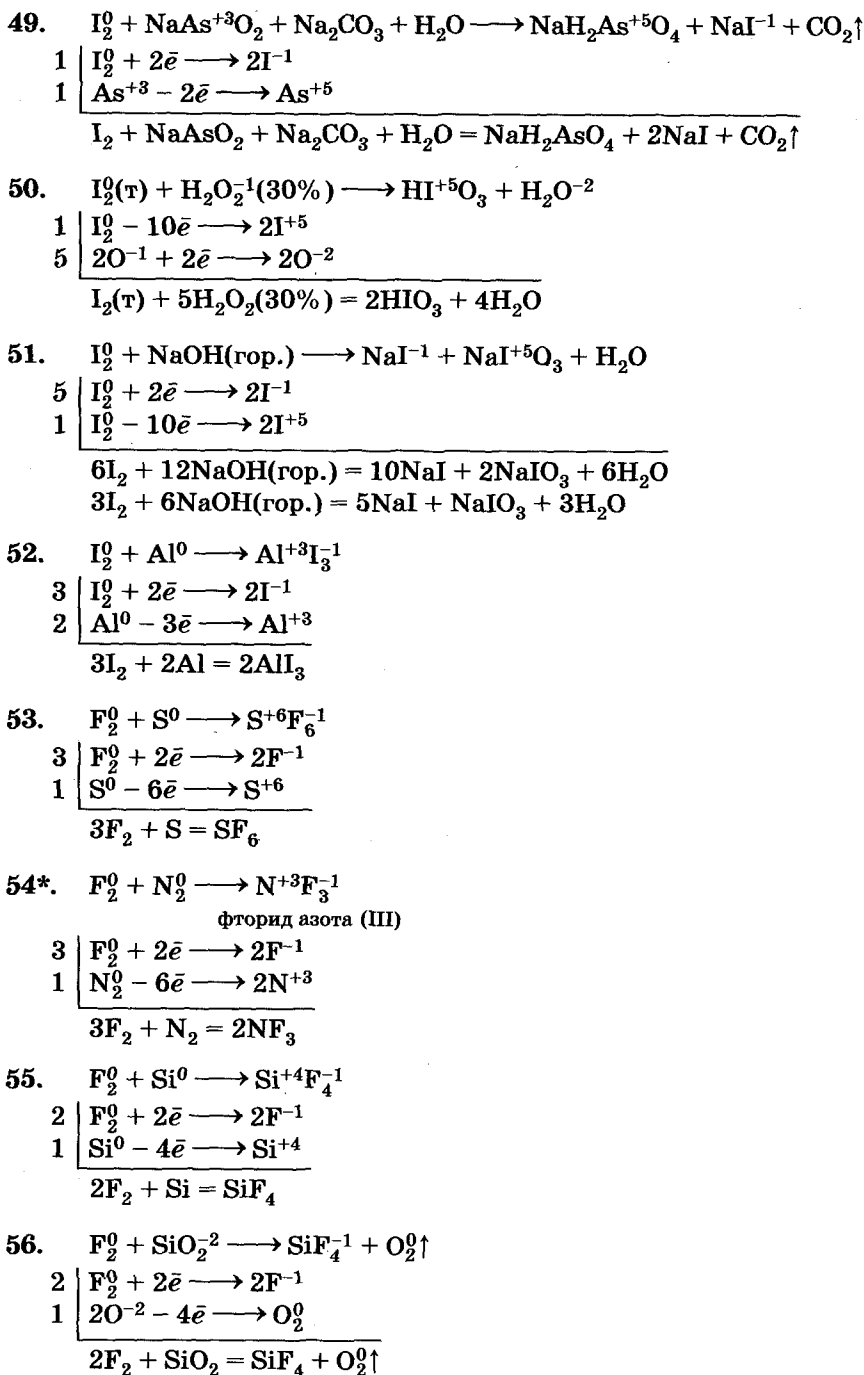 49. I₂⁰ + NaAs⁺³O₂ + Na₂CO₃ + H₂O ⟶ NaH₂As⁺⁵O₄ + NaI⁻¹ + CO₂↑
1 | I₂⁰ + 2ē ⟶ 2I⁻¹
1 | As⁺³ − 2ē ⟶ As⁺⁵
I₂ + NaAsO₂ + Na₂CO₃ + H₂O = NaH₂AsO₄ + 2NaI + CO₂↑
50. I₂⁰(т) + H₂O₂⁻¹(30%) ⟶ HI⁺⁵O₃ + H₂O⁻²
1 | I₂⁰ − 10ē ⟶ 2I⁺⁵
5 | 2O⁻¹ + 2ē ⟶ 2O⁻²
I₂(т) + 5H₂O₂(30%) = 2HIO₃ + 4H₂O
51. I₂⁰ + NaOH(гор.) ⟶ NaI⁻¹ + NaI⁺⁵O₃ + H₂O
5 | I₂⁰ + 2ē ⟶ 2I⁻¹
1 | I₂⁰ − 10ē ⟶ 2I⁺⁵
6I₂ + 12NaOH(гор.) = 10NaI + 2NaIO₃ + 6H₂O
3I₂ + 6NaOH(гор.) = 5NaI + NaIO₃ + 3H₂O
52. I₂⁰ + Al⁰ ⟶ Al⁺³I₃⁻¹
3 | I₂⁰ + 2ē ⟶ 2I⁻¹
2 | Al⁰ − 3ē ⟶ Al⁺³
3I₂ + 2Al = 2AlI₃
53. F₂⁰ + S⁰ ⟶ S⁺⁶F₆⁻¹
3 | F₂⁰ + 2ē ⟶ 2F⁻¹
1 | S⁰ − 6ē ⟶ S⁺⁶
3F₂ + S = SF₆
54*. F₂⁰ + N₂⁰ ⟶ N⁺³F₃⁻¹
фторид азота (III)
3 | F₂⁰ + 2ē ⟶ 2F⁻¹
1 | N₂⁰ − 6ē ⟶ 2N⁺³
3F₂ + N₂ = 2NF₃
55. F₂⁰ + Si⁰ ⟶ Si⁺⁴F₄⁻¹
2 | F₂⁰ + 2ē ⟶ 2F⁻¹
1 | Si⁰ − 4ē ⟶ Si⁺⁴
2F₂ + Si = SiF₄
56. F₂⁰ + SiO₂⁻² ⟶ SiF₄⁻¹ + O₂⁰↑
2 | F₂⁰ + 2ē ⟶ 2F⁻¹
1 | 2O⁻² − 4ē ⟶ O₂⁰
2F₂ + SiO₂ = SiF₄ + O₂⁰↑